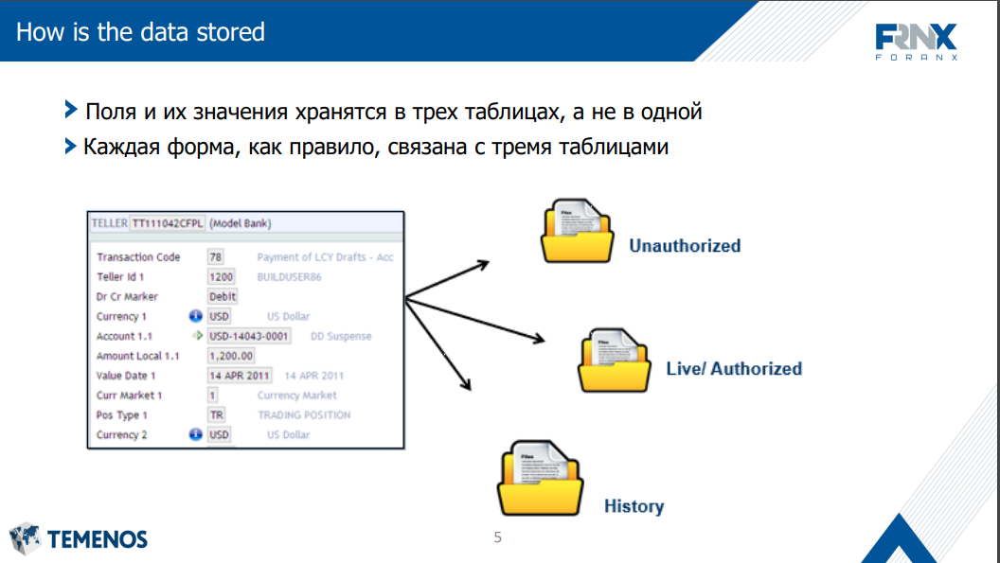 How is the data stored
FRNX
FORANX
Поля и их значения хранятся в трех таблицах, а не в одной
Каждая форма, как правило, связана с тремя таблицами
TELLER TT111042CFPL (Model Bank)
Transaction Code 78 Payment of LCY Drafts - Acc
Teller Id 1 1200 BUILDUSER86
Dr Cr Marker Debit
Currency 1 USD US Dollar
Account 1.1 USD-14043-0001 DD Suspense
Amount Local 1.1 1,200.00
Value Date 1 14 APR 2011 14 APR 2011
Curr Market 1 1 Currency Market
Pos Type 1 TR TRADING POSITION
Currency 2 USD US Dollar
Files
Unauthorized
Files
Live/ Authorized
Files
History
TEMENOS
5